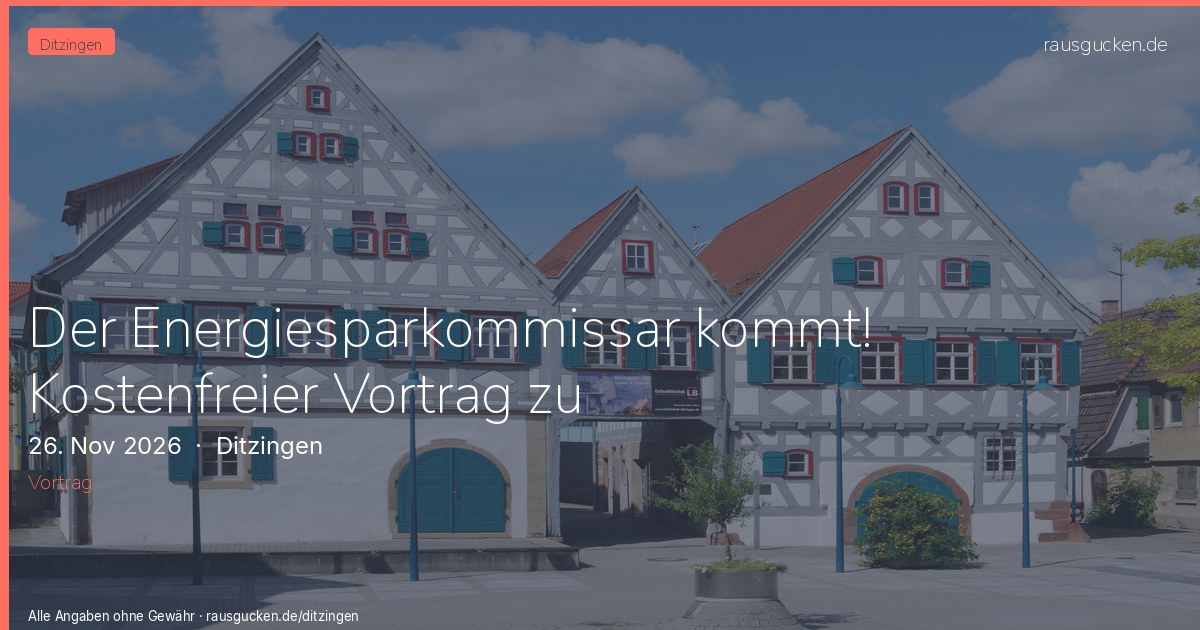 Ditzingen
rausgucken.de
Der Energiesparkommissar kommt!
Kostenfreier Vortrag zu
26. Nov 2026 · Ditzingen
Vortrag
Alle Angaben ohne Gewähr · rausgucken.de/ditzingen